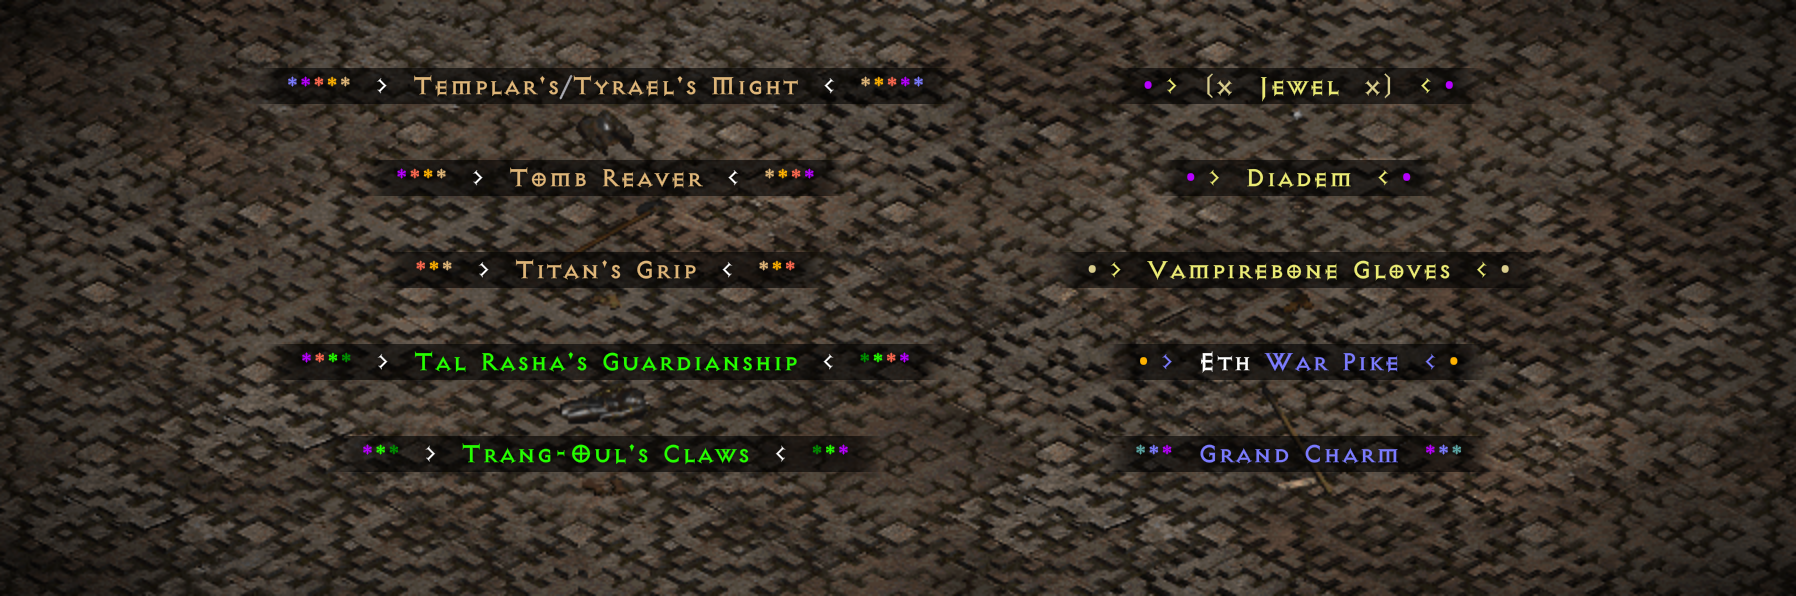 ***** > Templar's/Tyrael's Might < *****
**** > Tomb Reaver < ****
*** > Titan's Grip < ***
**** > Tal Rasha's Guardianship < ****
*** > Trang-Oul's Claws < ***
• > (x Jewel x) < •
• > Diadem < •
• > Vampirebone Gloves < •
• > Eth War Pike < •
*** Grand Charm ***